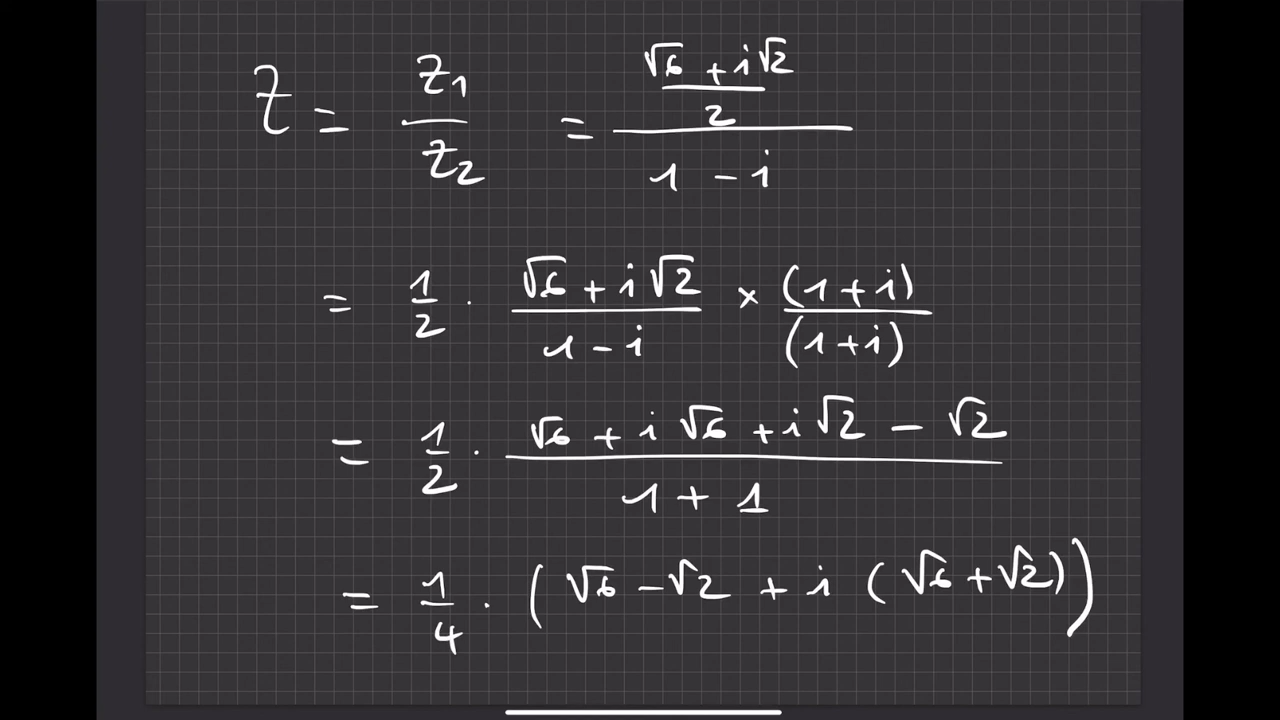 z = z₁/z₂ = ((√6 + i√2)/2)/(1 - i)
= 1/2 · (√6 + i√2)/(1 - i) × (1 + i)/(1 + i)
= 1/2 · (√6 + i√6 + i√2 - √2)/(1 + 1)
= 1/4 · (√6 - √2 + i (√6 + √2))